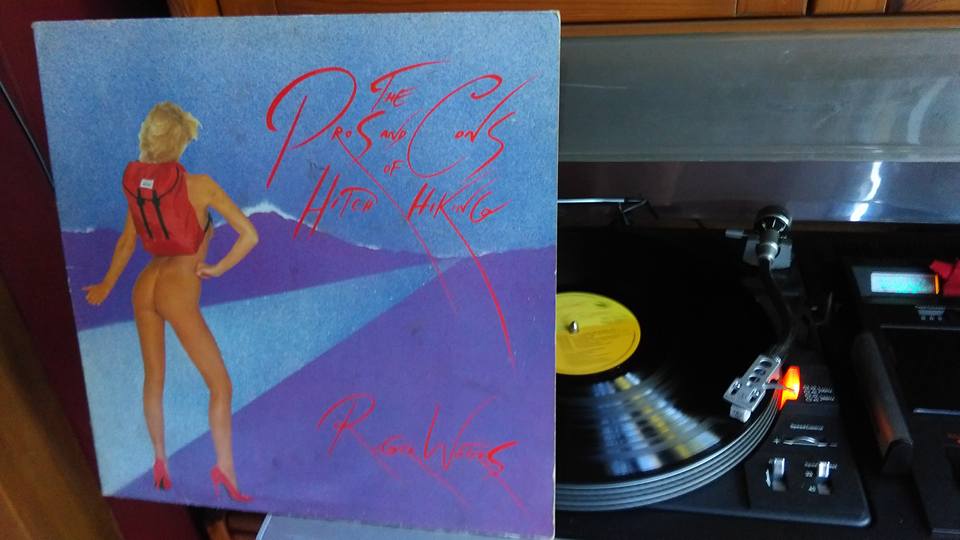 THE
PROS AND CONS
OF
HITCH HIKING
ROGER WATERS